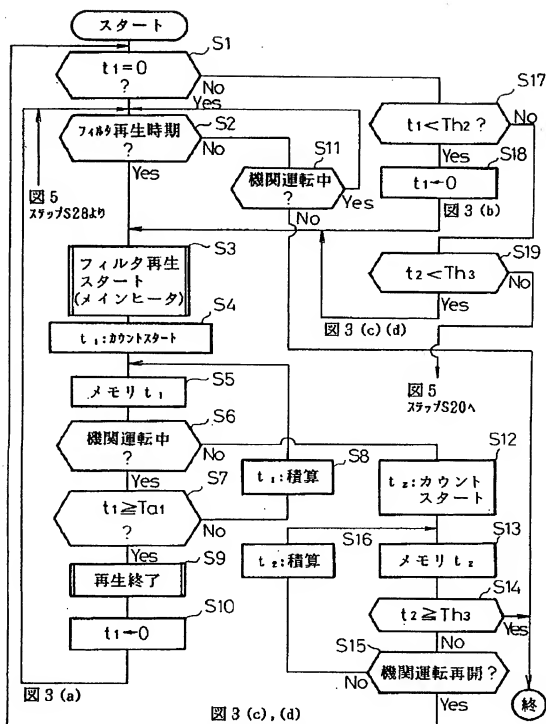 スタート
S1
t₁=0
?
No
Yes
S2
フィルタ再生時期
?
No
Yes
S11
機関運転中
?
Yes
No
S17
t₁<Th₂ ?
No
Yes
S18
t₁←0
図3(b)
S19
t₂<Th₃
No
Yes
図3(c)(d)
図5
ステップS28より
図5
ステップS20へ
S3
フィルタ再生
スタート
(メインヒータ)
S4
t₁:カウントスタート
S5
メモリt₁
S6
機関運転中
?
No
Yes
S7
t₁≧Ta₁
?
No
Yes
S8
t₁:積算
S9
再生終了
S10
t₁←0
図3(a)
S12
t₂:カウント
スタート
S13
メモリt₂
S14
t₂≧Th₃
Yes
No
S15
機関運転再開?
No
Yes
S16
t₂:積算
図3(c),(d)
終